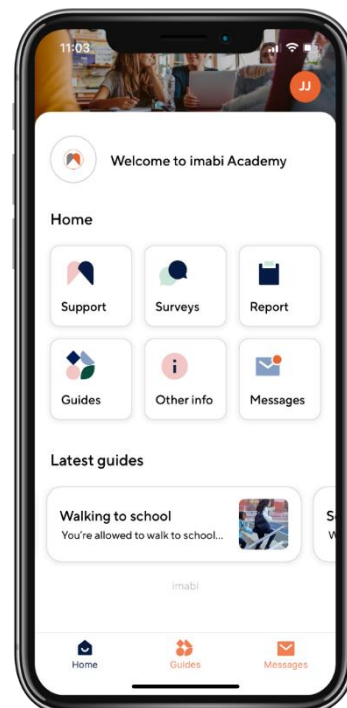 11:03
JJ
Welcome to imabi Academy
Home
Support Surveys Report
Guides Other info Messages
Latest guides
Walking to school
You're allowed to walk to school...
S
W
imabi
Home Guides Messages